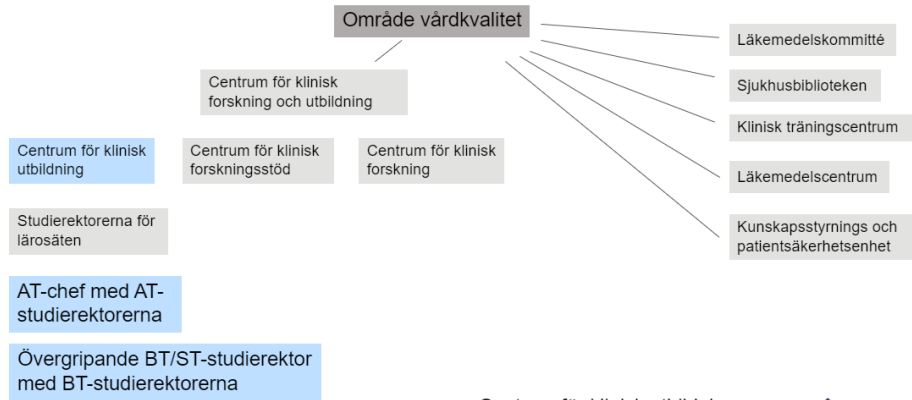 Område vårdkvalitet
Läkemedelskommitté
Centrum för klinisk
forskning och utbildning
Sjukhusbiblioteken
Klinisk träningscentrum
Centrum för klinisk
utbildning
Centrum för klinisk
forskningsstöd
Centrum för klinisk
forskning
Läkemedelscentrum
Studierektorerna för
lärosäten
Kunskapsstyrnings och
patientsäkerhetsenhet
AT-chef med AT-
studierektorerna
Övergripande BT/ST-studierektor
med BT-studierektorerna